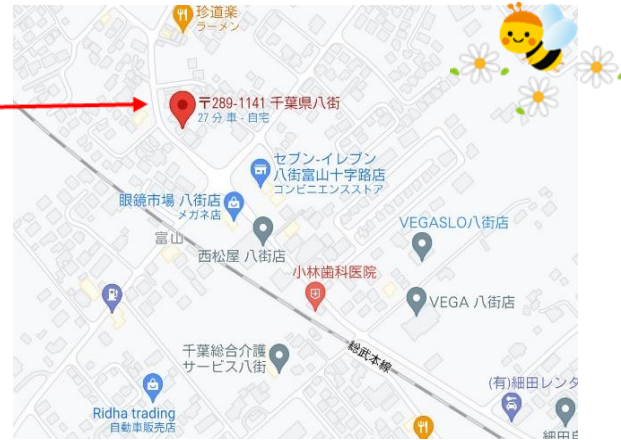 珍道楽
ラーメン
〒289-1141 千葉県八街
27 分 車 - 自宅
セブン-イレブン
八街富山十字路店
コンビニエンスストア
眼鏡市場 八街店
メガネ店
VEGASLO八街店
富山
西松屋 八街店
小林歯科医院
VEGA 八街店
千葉総合介護
サービス八街
総武本線
(有)細田レンタ
Ridha trading
自動車販売店